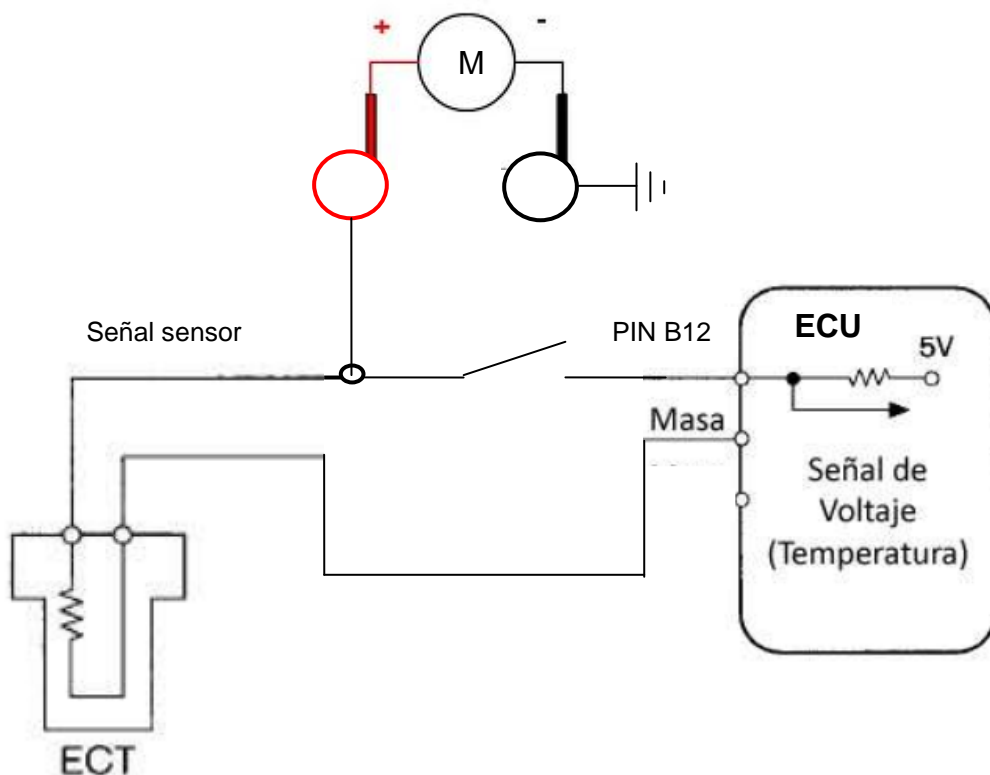 + -
M
Señal sensor
PIN B12
ECU
5V
Masa
Señal de
Voltaje
(Temperatura)
ECT